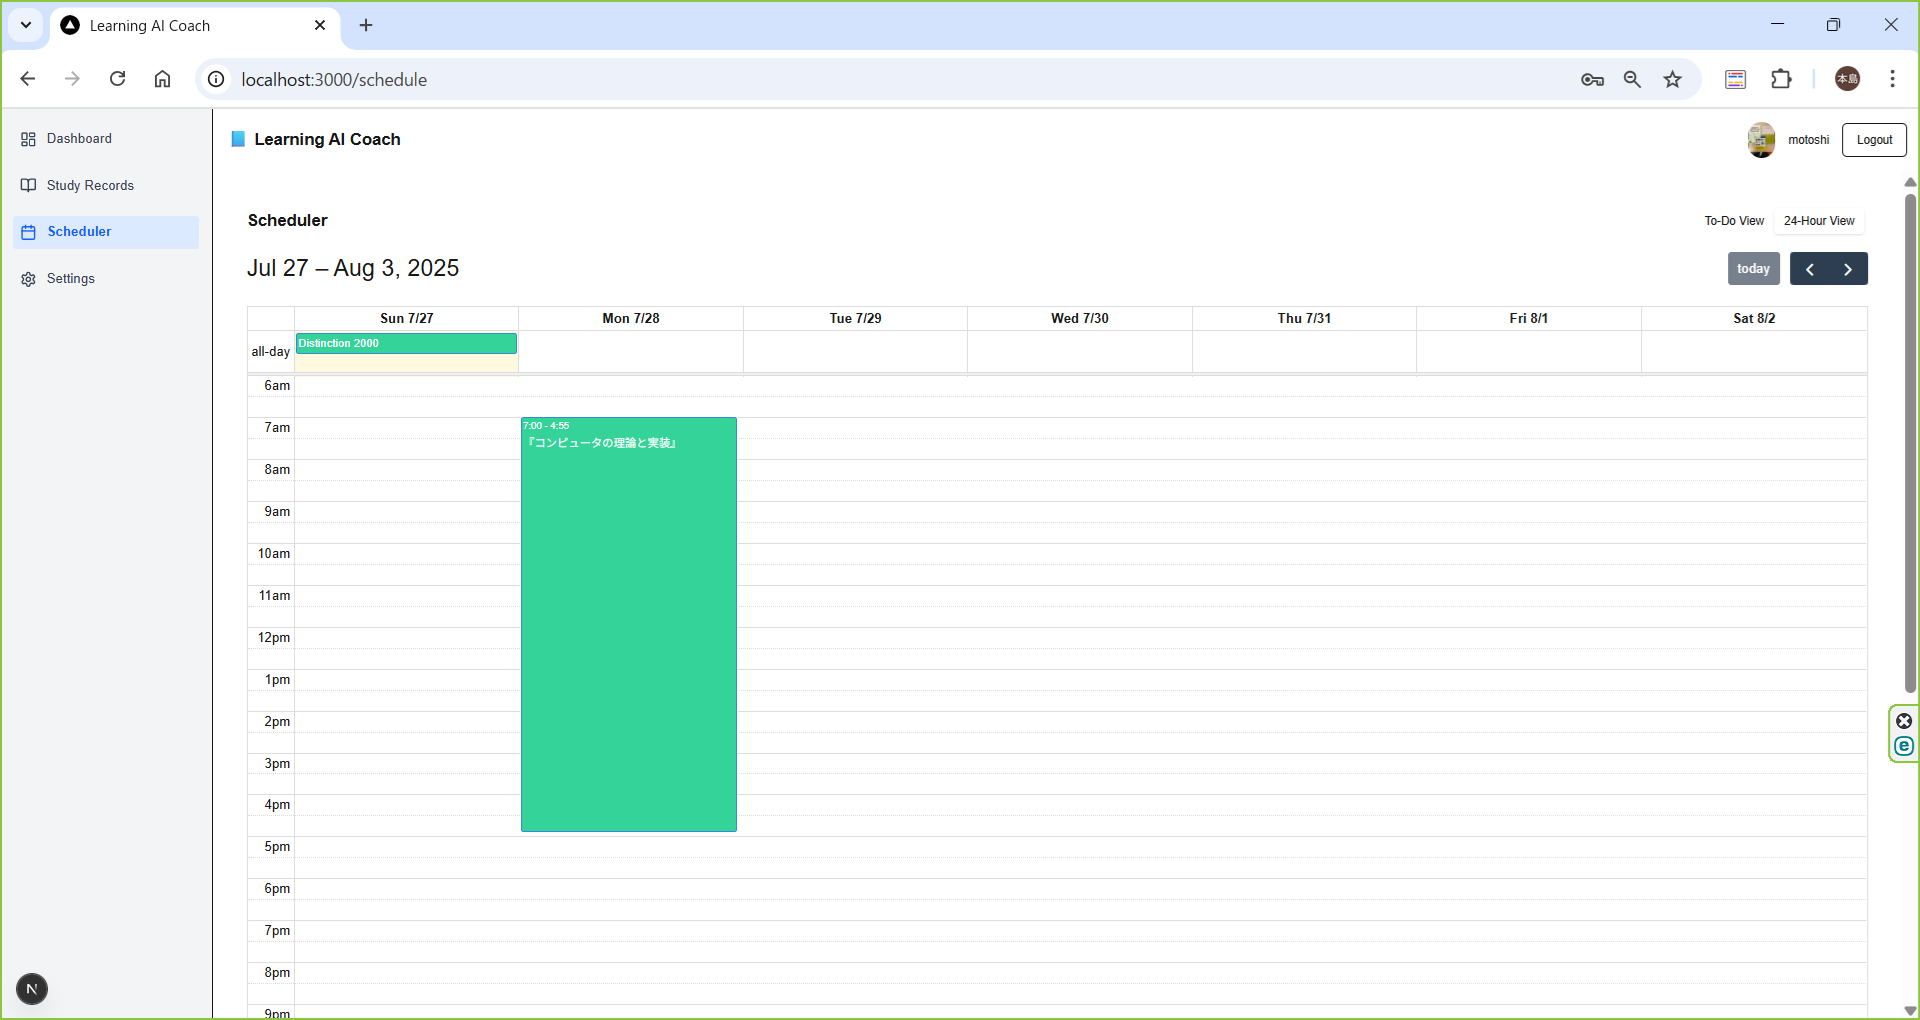 Learning AI Coach
localhost:3000/schedule
本島
Dashboard
Study Records
Scheduler
Settings
Learning AI Coach
motoshi
Logout
Scheduler
To-Do View
24-Hour View
Jul 27 – Aug 3, 2025
today
Sun 7/27
Mon 7/28
Tue 7/29
Wed 7/30
Thu 7/31
Fri 8/1
Sat 8/2
all-day
Distinction 2000
6am
7am
7:00 - 4:55
『コンピュータの理論と実装』
8am
9am
10am
11am
12pm
1pm
2pm
3pm
4pm
5pm
6pm
7pm
8pm
9pm
N
e